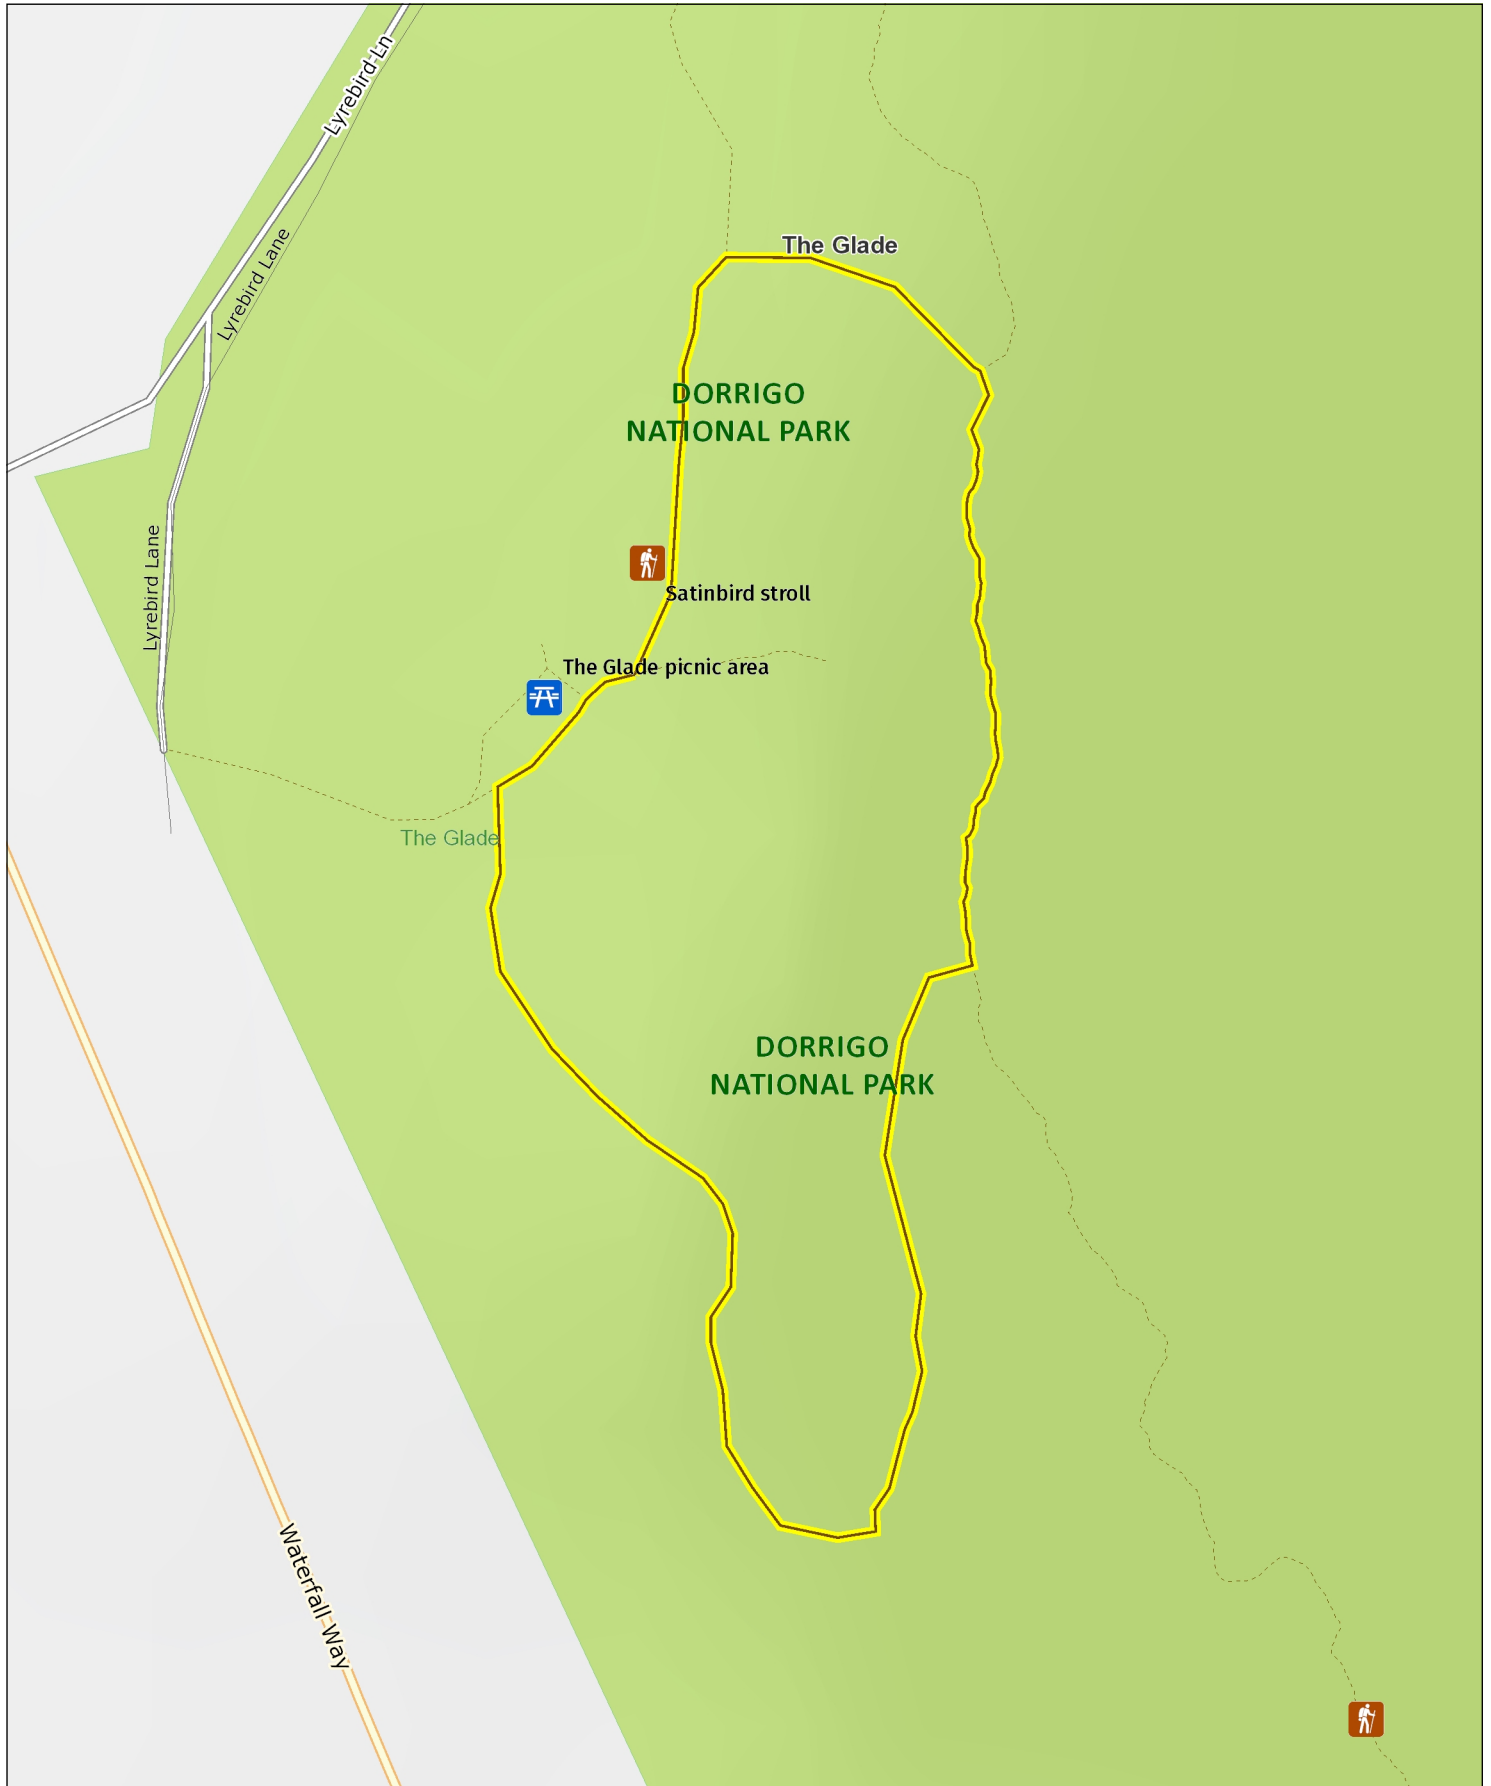 Lyrebird Ln
The Glade
Lyrebird Lane
DORRIGO
NATIONAL PARK
Lyrebird Lane
Satinbird stroll
The Glade picnic area
The Glade
DORRIGO
NATIONAL PARK
Waterfall Way